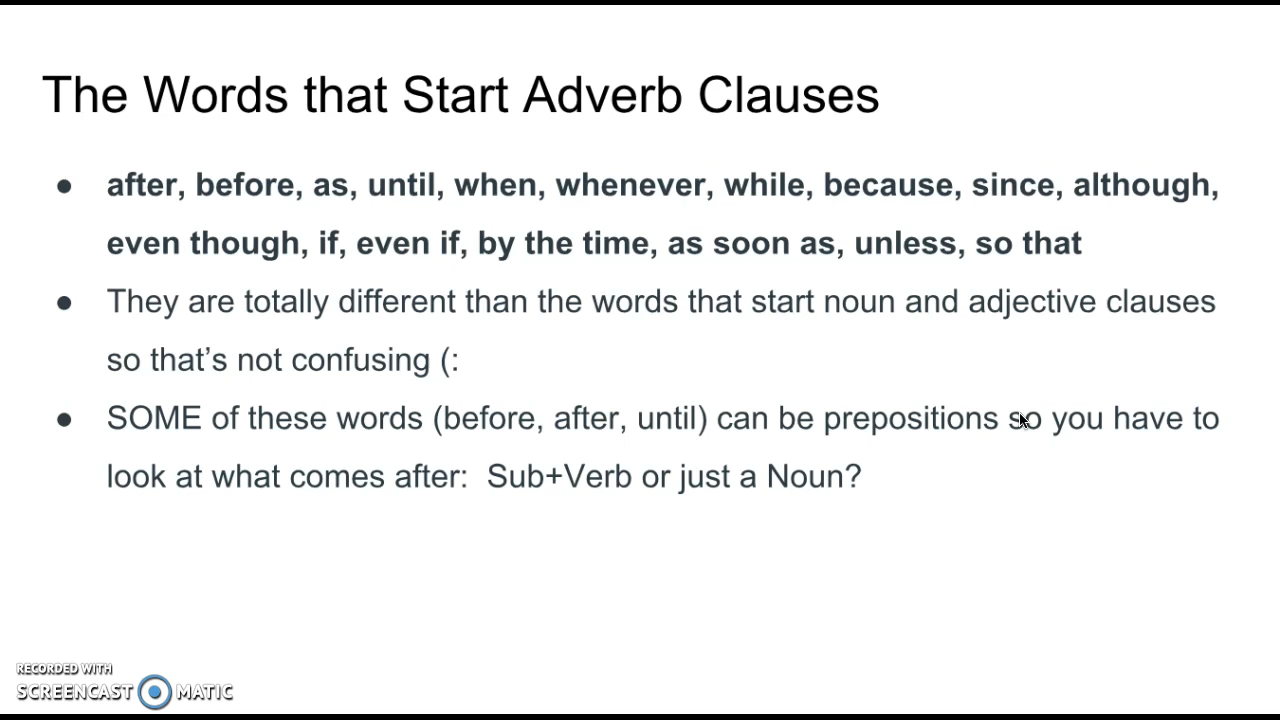 The Words that Start Adverb Clauses
● after, before, as, until, when, whenever, while, because, since, although,
even though, if, even if, by the time, as soon as, unless, so that
● They are totally different than the words that start noun and adjective clauses
so that’s not confusing (:
● SOME of these words (before, after, until) can be prepositions so you have to
look at what comes after:  Sub+Verb or just a Noun?
RECORDED WITH
SCREENCAST MATIC